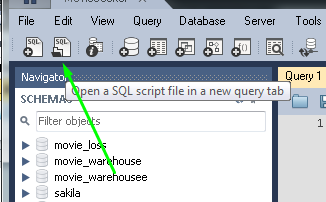 Edit View Query Database Server Tools
SQL SQL
Navigator
Open a SQL script file in a new query tab
Query 1
SCHEMAS
Filter objects
1
movie_loss
movie_warehouse
movie_warehousee
sakila